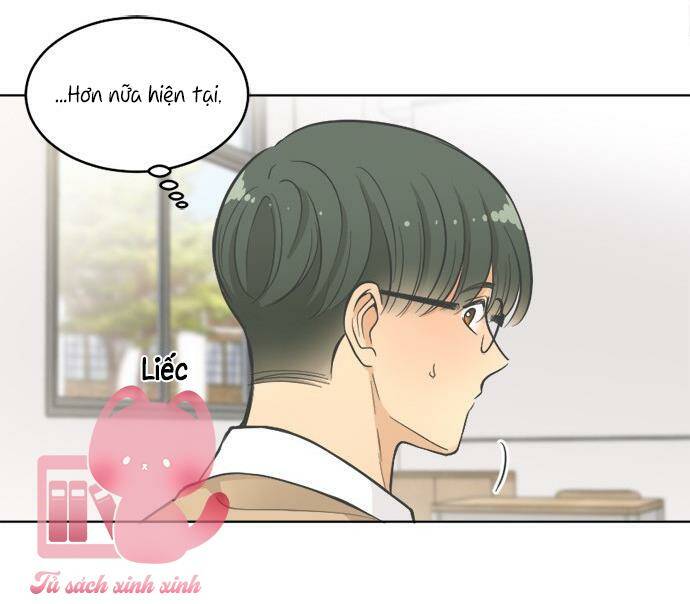 ...Hơn nữa hiện tại.
Liếc
Tủ sách xinh xinh